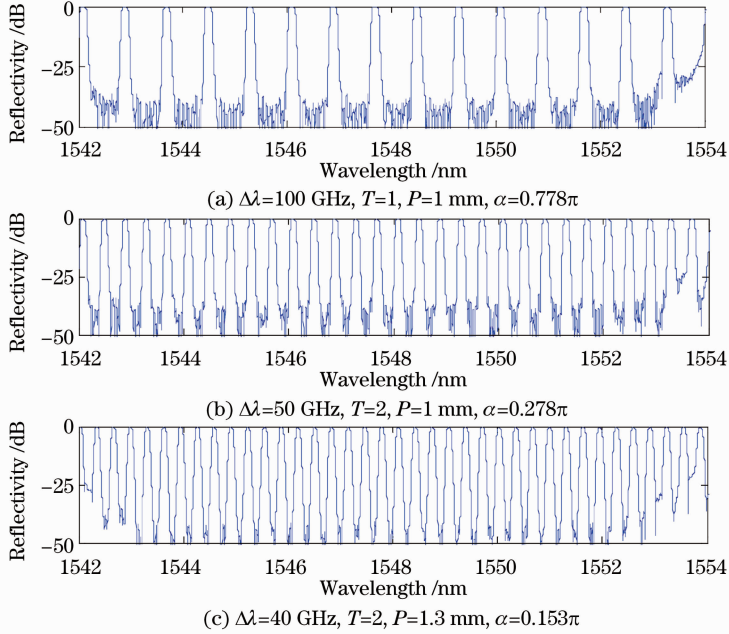 Reflectivity /dB
0
−25
−50
1542 1544 1546 1548 1550 1552 1554
Wavelength /nm
(a) Δλ=100 GHz, T=1, P=1 mm, α=0.778π
Reflectivity /dB
0
−25
−50
1542 1544 1546 1548 1550 1552 1554
Wavelength /nm
(b) Δλ=50 GHz, T=2, P=1 mm, α=0.278π
Reflectivity /dB
0
−25
−50
1542 1544 1546 1548 1550 1552 1554
Wavelength /nm
(c) Δλ=40 GHz, T=2, P=1.3 mm, α=0.153π